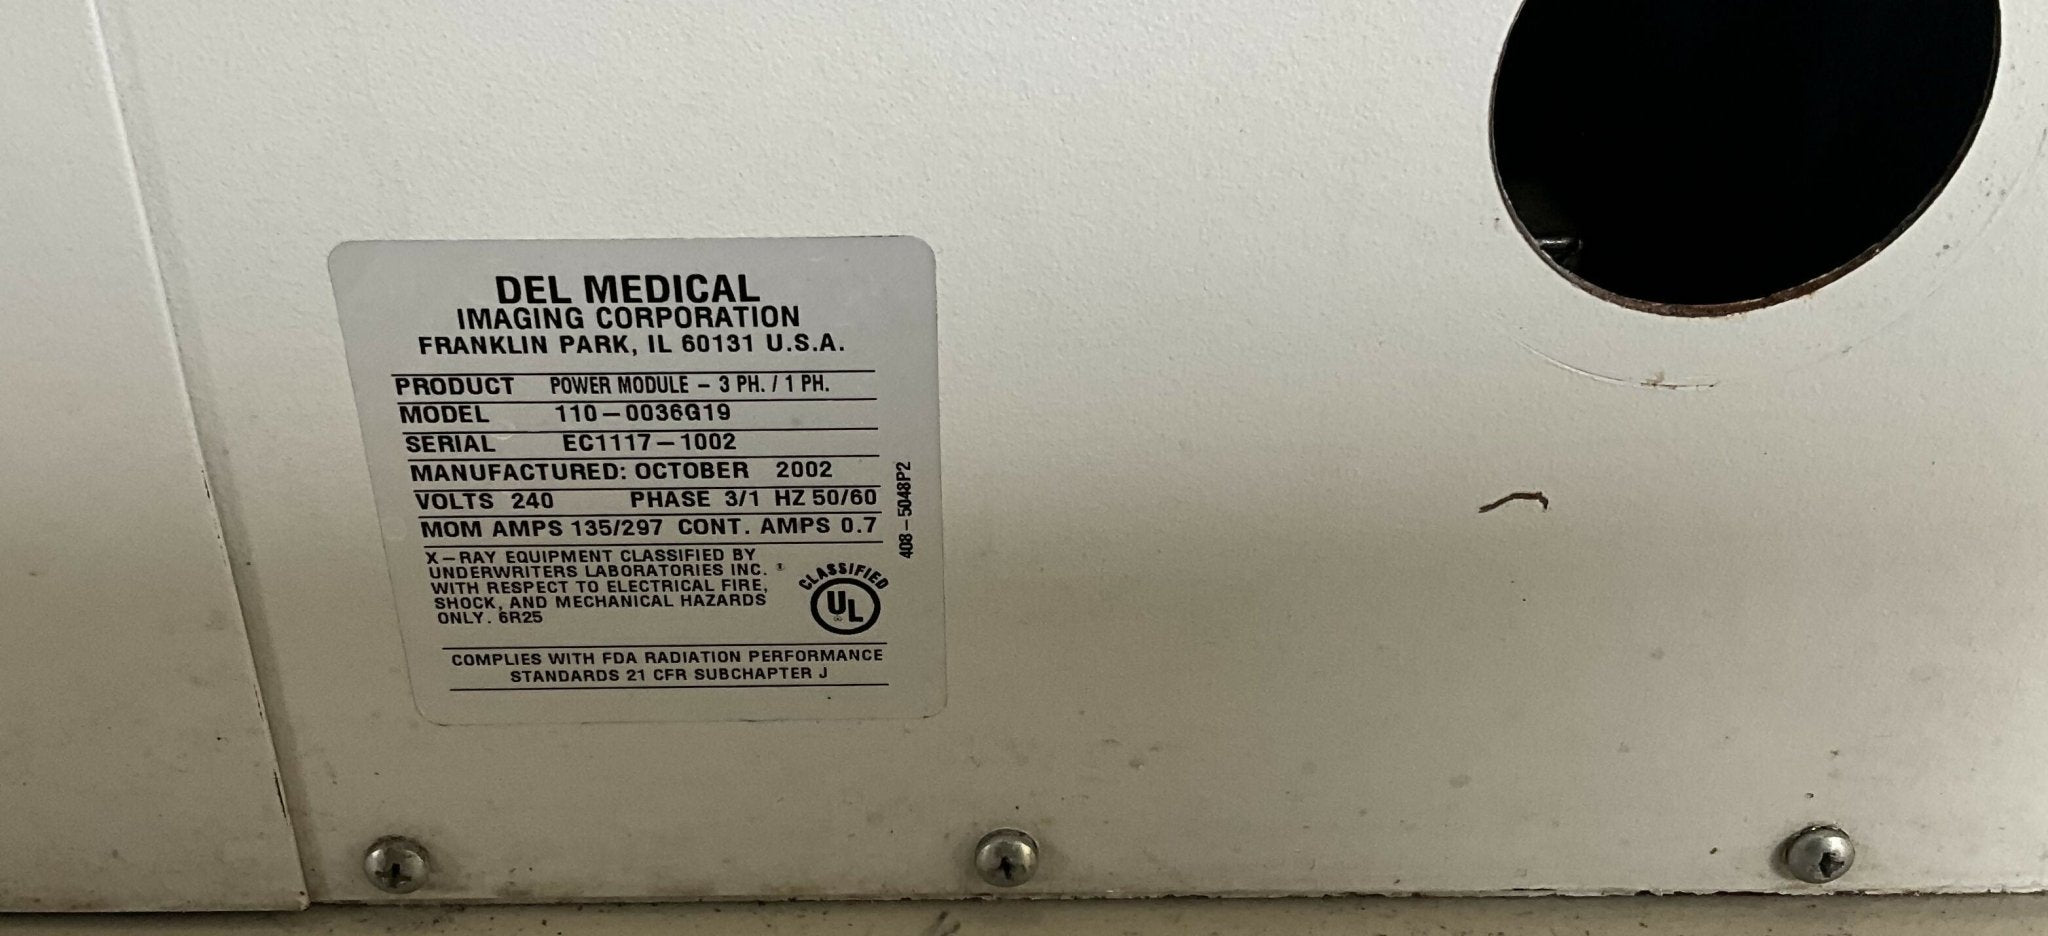 DEL MEDICAL
IMAGING CORPORATION
FRANKLIN PARK, IL 60131 U.S.A.
PRODUCT POWER MODULE - 3 PH. / 1 PH.
MODEL 110-0036G19
SERIAL EC1117-1002
MANUFACTURED: OCTOBER 2002
VOLTS 240 PHASE 3/1 HZ 50/60
MOM AMPS 135/297 CONT. AMPS 0.7
X-RAY EQUIPMENT CLASSIFIED BY
UNDERWRITERS LABORATORIES INC.®
WITH RESPECT TO ELECTRICAL FIRE,
SHOCK, AND MECHANICAL HAZARDS
ONLY. 6R25
CLASSIFIED
UL
®
COMPLIES WITH FDA RADIATION PERFORMANCE
STANDARDS 21 CFR SUBCHAPTER J
408-5048P2